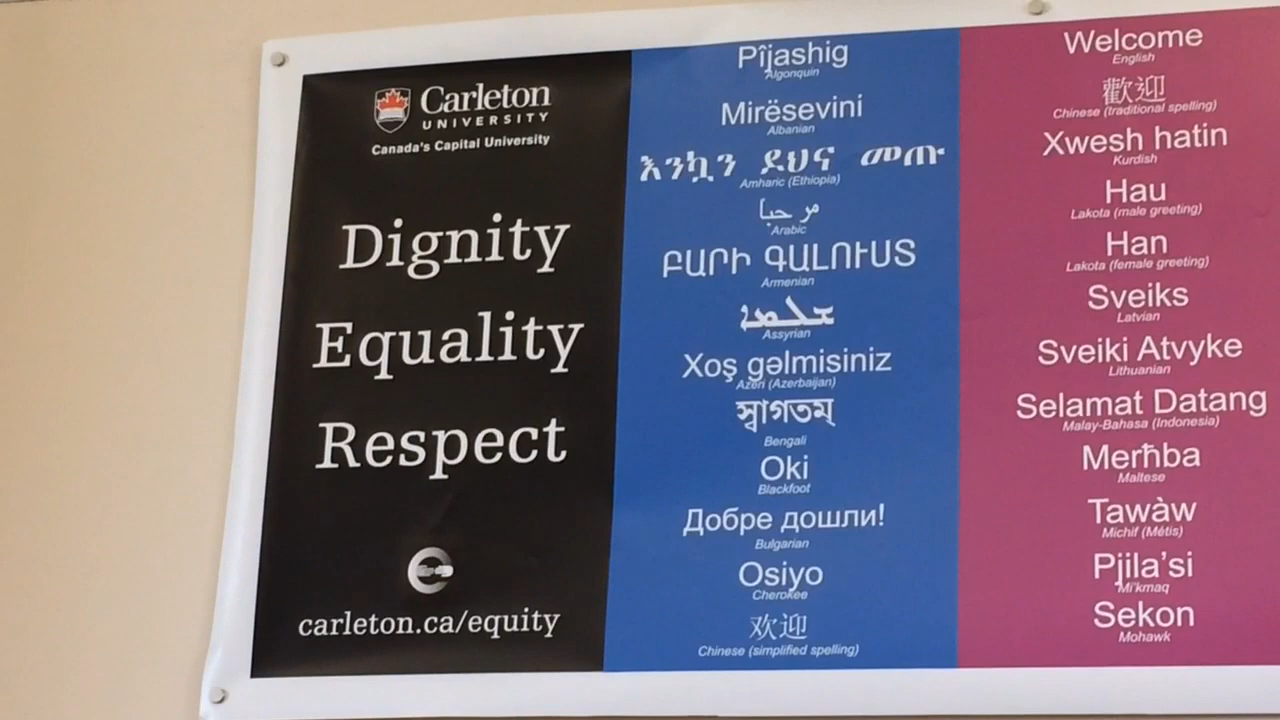 Carleton
UNIVERSITY
Canada's Capital University
Dignity
Equality
Respect
carleton.ca/equity
Pîjashig
Algonquin
Mirësevini
Albanian
እንኳን ደህና መጡ
Amharic (Ethiopia)
مرحبا
Arabic
ԲԱՐԻ ԳԱԼՈՒՍՏ
Armenian
ܫܠܡܐ
Assyrian
Xoş gəlmisiniz
Azeri (Azerbaijan)
স্বাগতম্
Bengali
Oki
Blackfoot
Добре дошли!
Bulgarian
Osiyo
Cherokee
欢迎
Chinese (simplified spelling)
Welcome
English
歡迎
Chinese (traditional spelling)
Xwesh hatin
Kurdish
Hau
Lakota (male greeting)
Han
Lakota (female greeting)
Sveiks
Latvian
Sveiki Atvyke
Lithuanian
Selamat Datang
Malay-Bahasa (Indonesia)
Merħba
Maltese
Tawàw
Michif (Métis)
Pjila'si
Mi'kmaq
Sekon
Mohawk